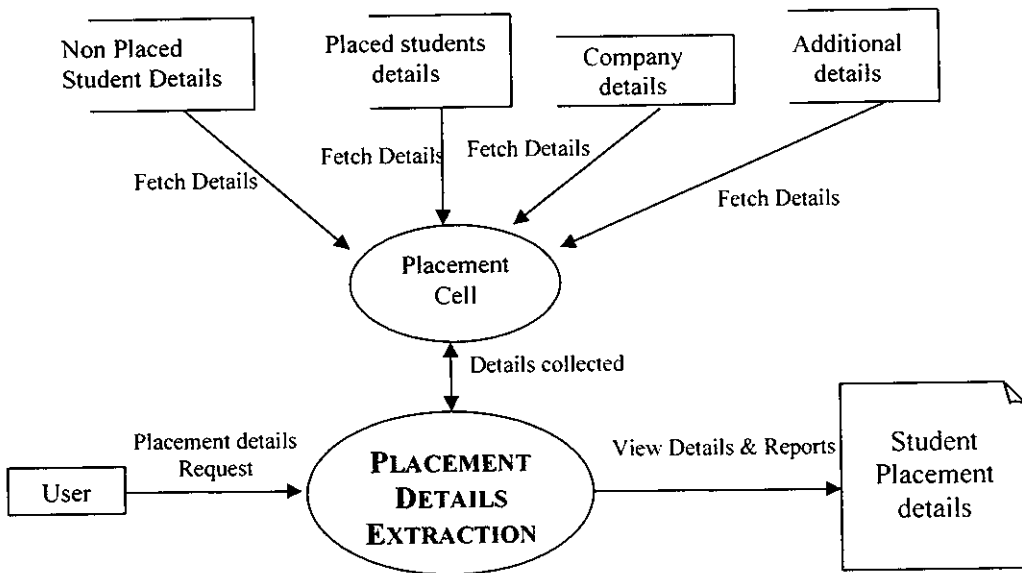 Non Placed
Student Details
Placed students
details
Company
details
Additional
details
Fetch Details
Fetch Details
Fetch Details
Fetch Details
Placement
Cell
Details collected
Placement details
Request
User
PLACEMENT
DETAILS
EXTRACTION
View Details & Reports
Student
Placement
details